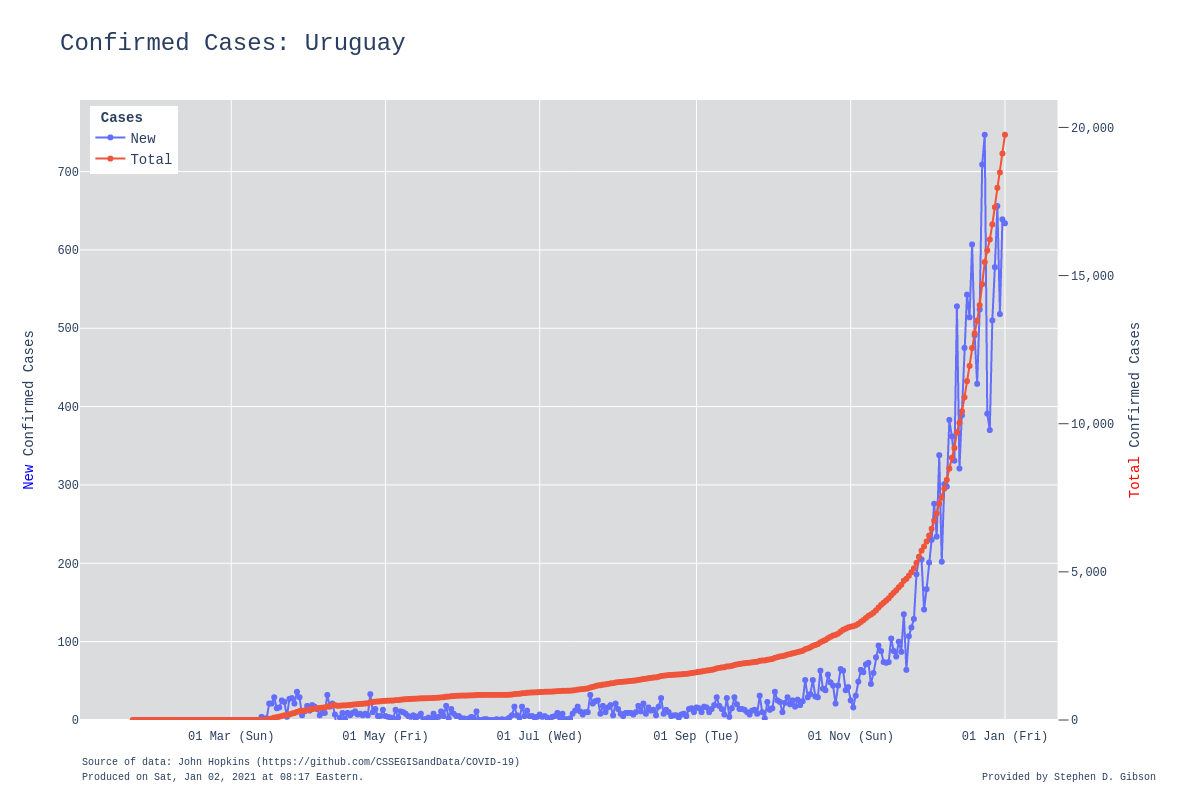 Confirmed Cases: Uruguay
Cases
New
Total
700
600
500
400
300
200
100
0
20,000
15,000
10,000
5,000
0
New Confirmed Cases
Total Confirmed Cases
01 Mar (Sun)
01 May (Fri)
01 Jul (Wed)
01 Sep (Tue)
01 Nov (Sun)
01 Jan (Fri)
Source of data: John Hopkins (https://github.com/CSSEGISandData/COVID-19)
Produced on Sat, Jan 02, 2021 at 08:17 Eastern.
Provided by Stephen D. Gibson